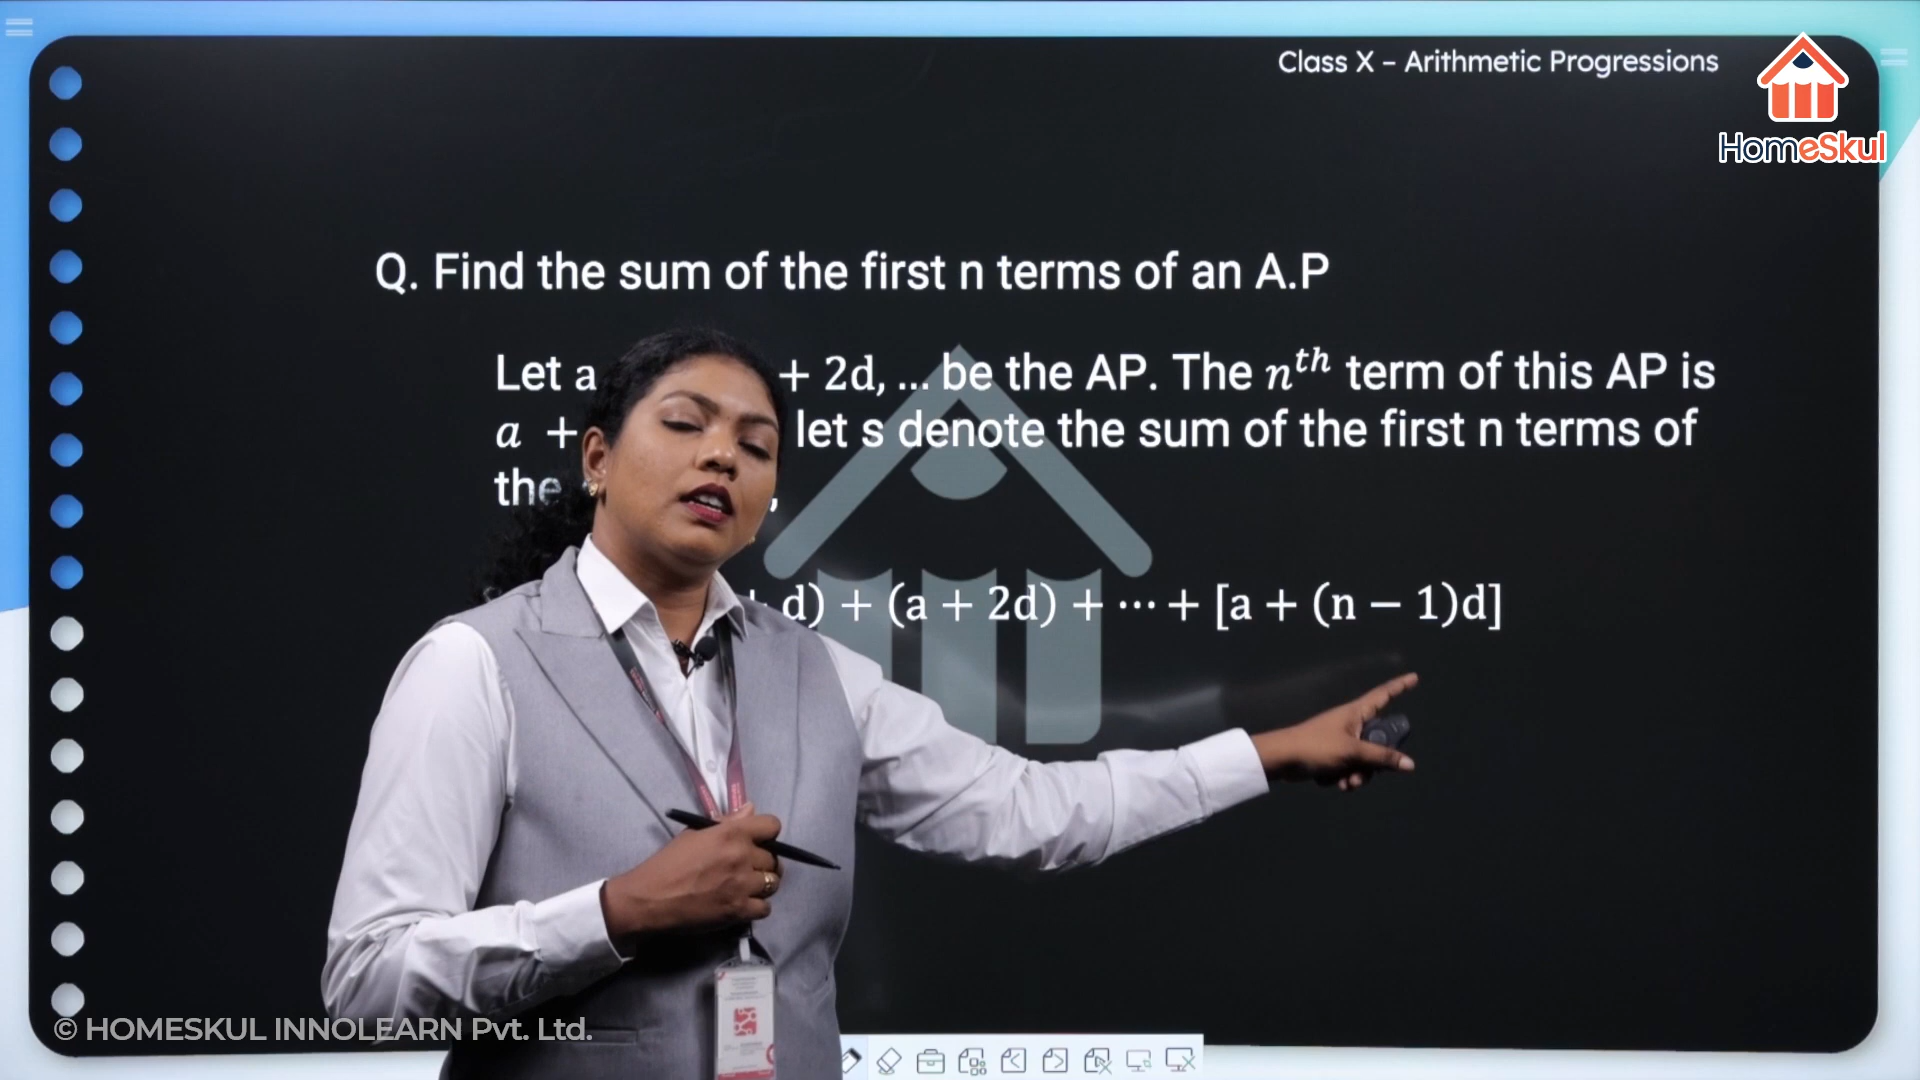 Class X – Arithmetic Progressions
HomeSkul
Q. Find the sum of the first n terms of an A.P
Let a + 2d, ... be the AP. The nᵗʰ term of this AP is
a + let s denote the sum of the first n terms of
the ,
d) + (a + 2d) + ⋯ + [a + (n − 1)d]
© HOMESKUL INNOLEARN Pvt. Ltd.